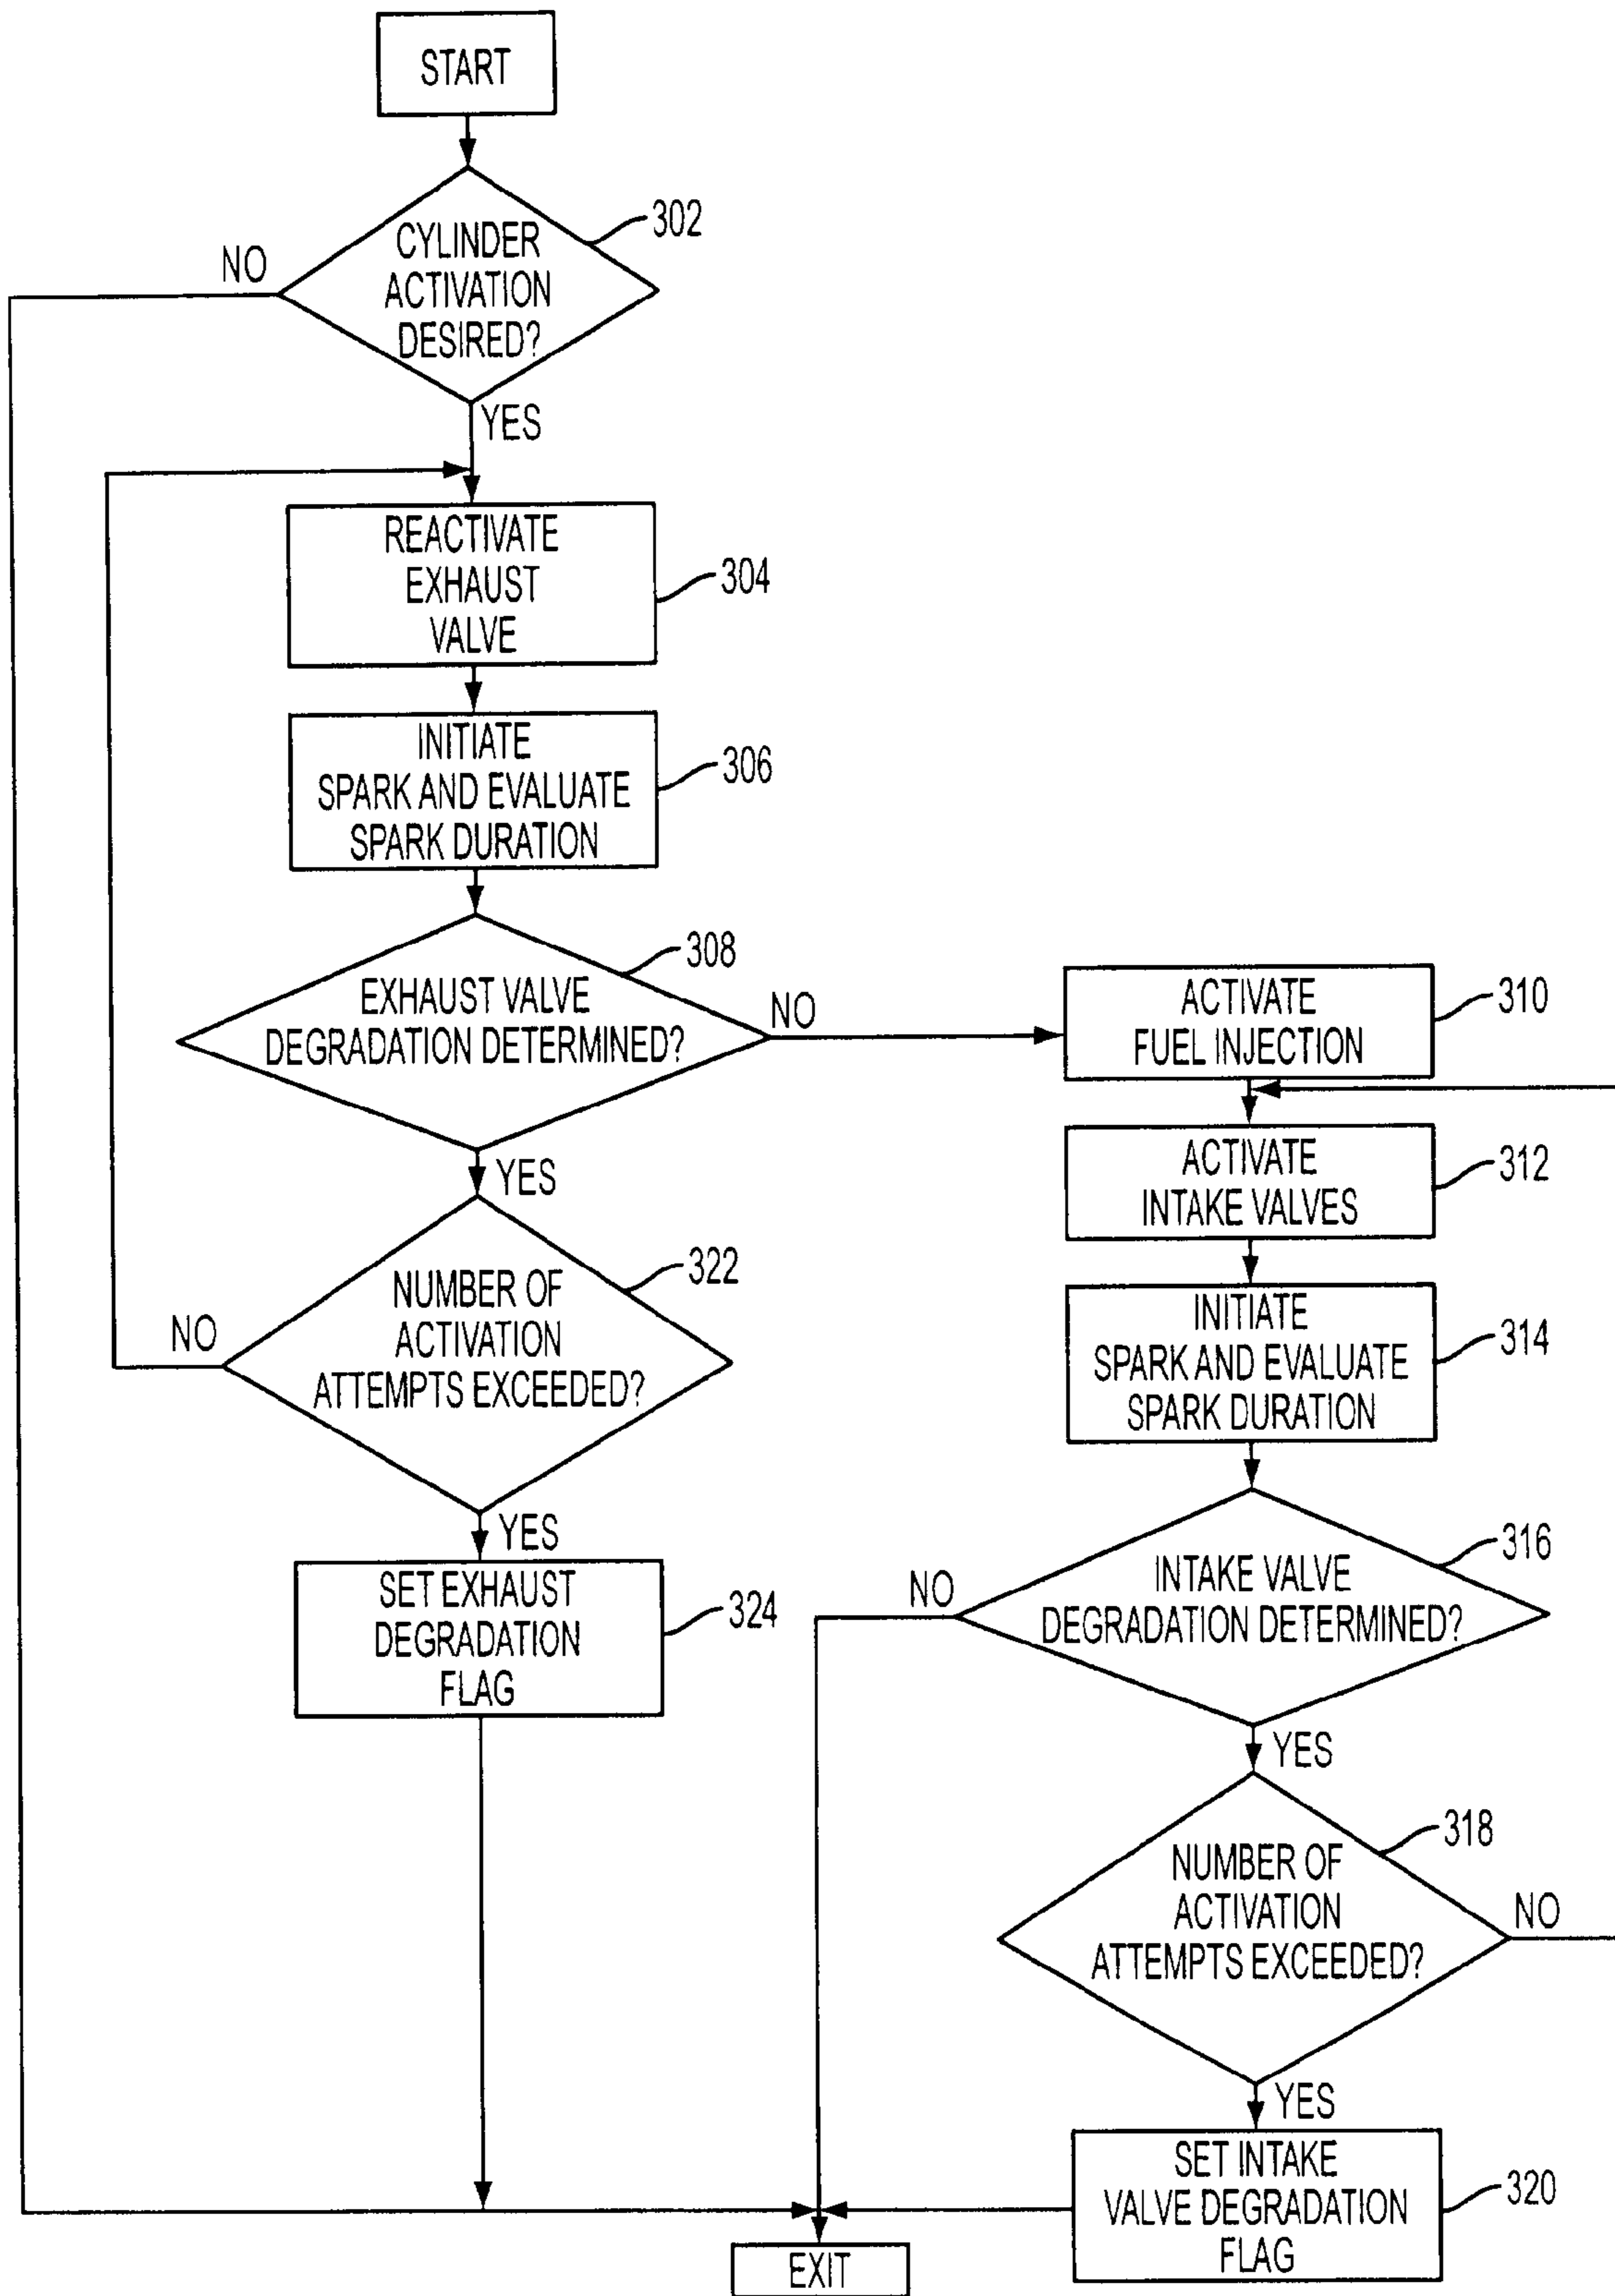 START
302
CYLINDER
ACTIVATION
DESIRED?
NO
YES
REACTIVATE
EXHAUST
VALVE
304
INITIATE
SPARK AND EVALUATE
SPARK DURATION
306
308
EXHAUST VALVE
DEGRADATION DETERMINED?
NO
YES
ACTIVATE
FUEL INJECTION
310
ACTIVATE
INTAKE VALVES
312
322
NUMBER OF
ACTIVATION
ATTEMPTS EXCEEDED?
NO
YES
INITIATE
SPARK AND EVALUATE
SPARK DURATION
314
SET EXHAUST
DEGRADATION
FLAG
324
316
INTAKE VALVE
DEGRADATION DETERMINED?
NO
YES
318
NUMBER OF
ACTIVATION
ATTEMPTS EXCEEDED?
NO
YES
SET INTAKE
VALVE DEGRADATION
FLAG
320
EXIT